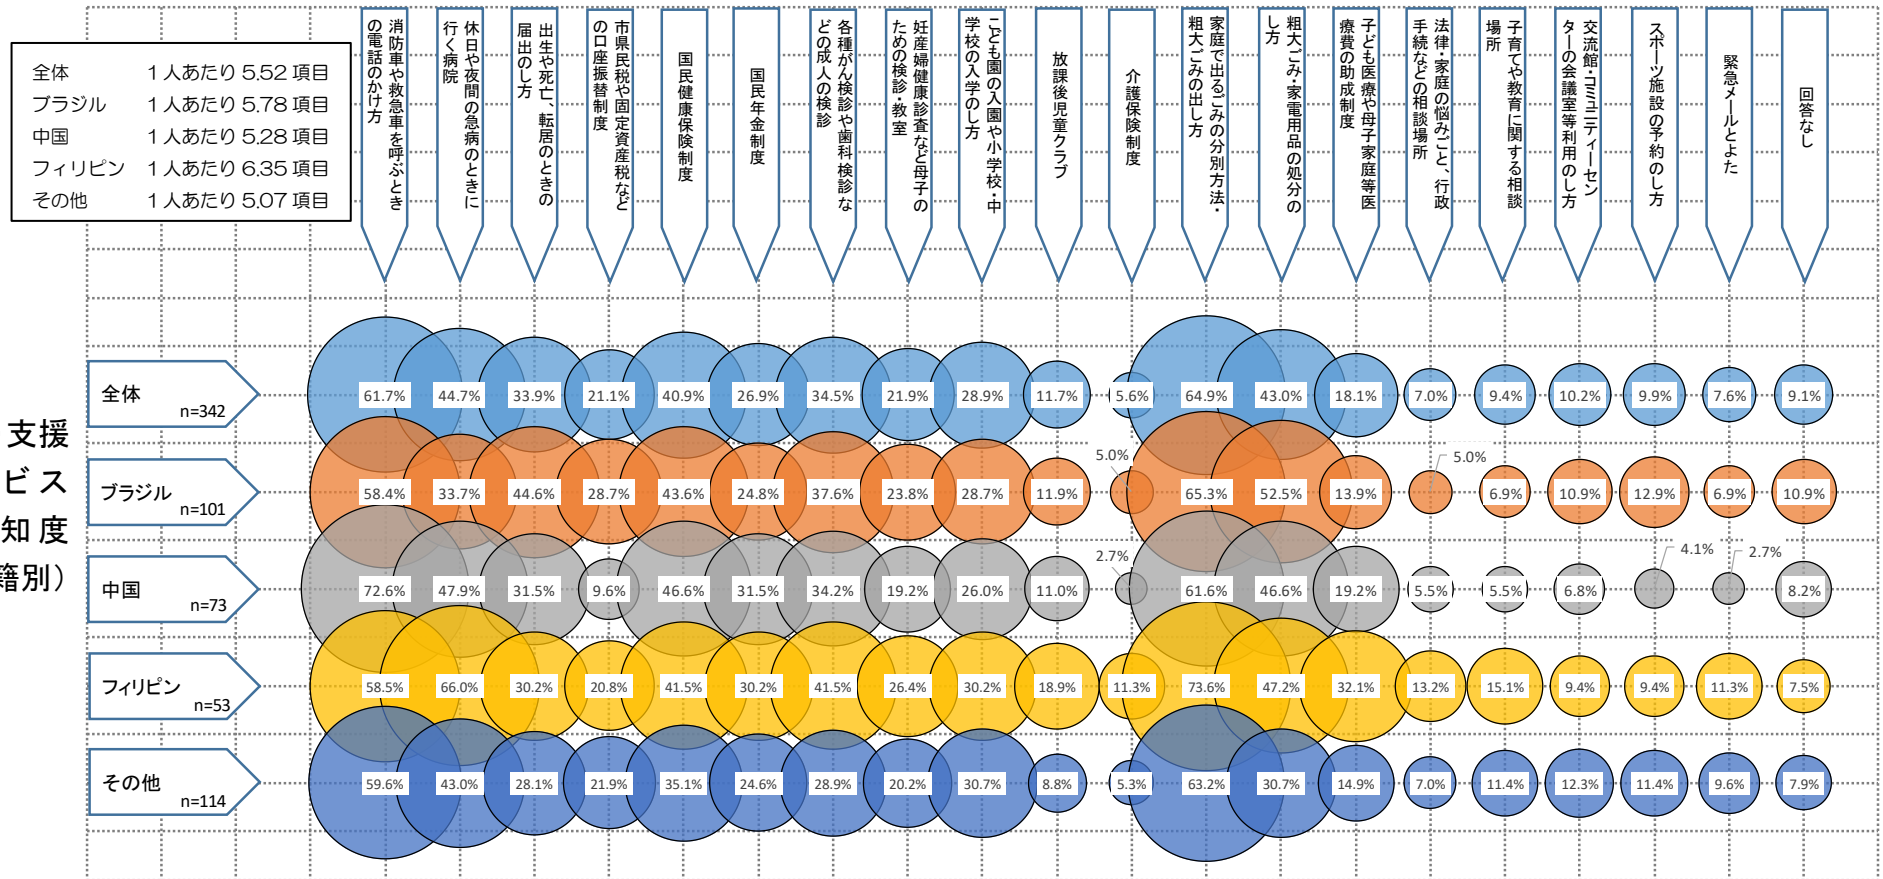 全体 1人あたり 5.52 項目
ブラジル 1人あたり 5.78 項目
中国 1人あたり 5.28 項目
フィリピン 1人あたり 6.35 項目
その他 1人あたり 5.07 項目
消防車や救急車を呼ぶとき
の電話のかけ方
休日や夜間の急病のときに
行く病院
出生や死亡、転居のときの
届出のし方
市県民税や固定資産税など
の口座振替制度
国民健康保険制度
国民年金制度
各種がん検診や歯科検診な
どの成人の検診
妊産婦健康診査など母子の
ための検診・教室
こども園の入園や小学校・中
学校の入学のし方
放課後児童クラブ
介護保険制度
家庭で出るごみの分別方法・
粗大ごみの出し方
粗大ごみ・家電用品の処分の
し方
子ども医療や母子家庭等医
療費の助成制度
法律・家庭の悩みごと、行政
手続などの相談場所
子育てや教育に関する相談
場所
交流館・コミュニティーセン
ターの会議室等利用のし方
スポーツ施設の予約のし方
緊急メールとよた
回答なし
支援
ビス
知度
籍別）
全体
n=342
61.7% 44.7% 33.9% 21.1% 40.9% 26.9% 34.5% 21.9% 28.9% 11.7% 5.6% 64.9% 43.0% 18.1% 7.0% 9.4% 10.2% 9.9% 7.6% 9.1%
ブラジル
n=101
58.4% 33.7% 44.6% 28.7% 43.6% 24.8% 37.6% 23.8% 28.7% 11.9% 5.0% 65.3% 52.5% 13.9% 5.0% 6.9% 10.9% 12.9% 6.9% 10.9%
中国
n=73
72.6% 47.9% 31.5% 9.6% 46.6% 31.5% 34.2% 19.2% 26.0% 11.0% 2.7% 61.6% 46.6% 19.2% 5.5% 5.5% 6.8% 4.1% 2.7% 8.2%
フィリピン
n=53
58.5% 66.0% 30.2% 20.8% 41.5% 30.2% 41.5% 26.4% 30.2% 18.9% 11.3% 73.6% 47.2% 32.1% 13.2% 15.1% 9.4% 9.4% 11.3% 7.5%
その他
n=114
59.6% 43.0% 28.1% 21.9% 35.1% 24.6% 28.9% 20.2% 30.7% 8.8% 5.3% 63.2% 30.7% 14.9% 7.0% 11.4% 12.3% 11.4% 9.6% 7.9%